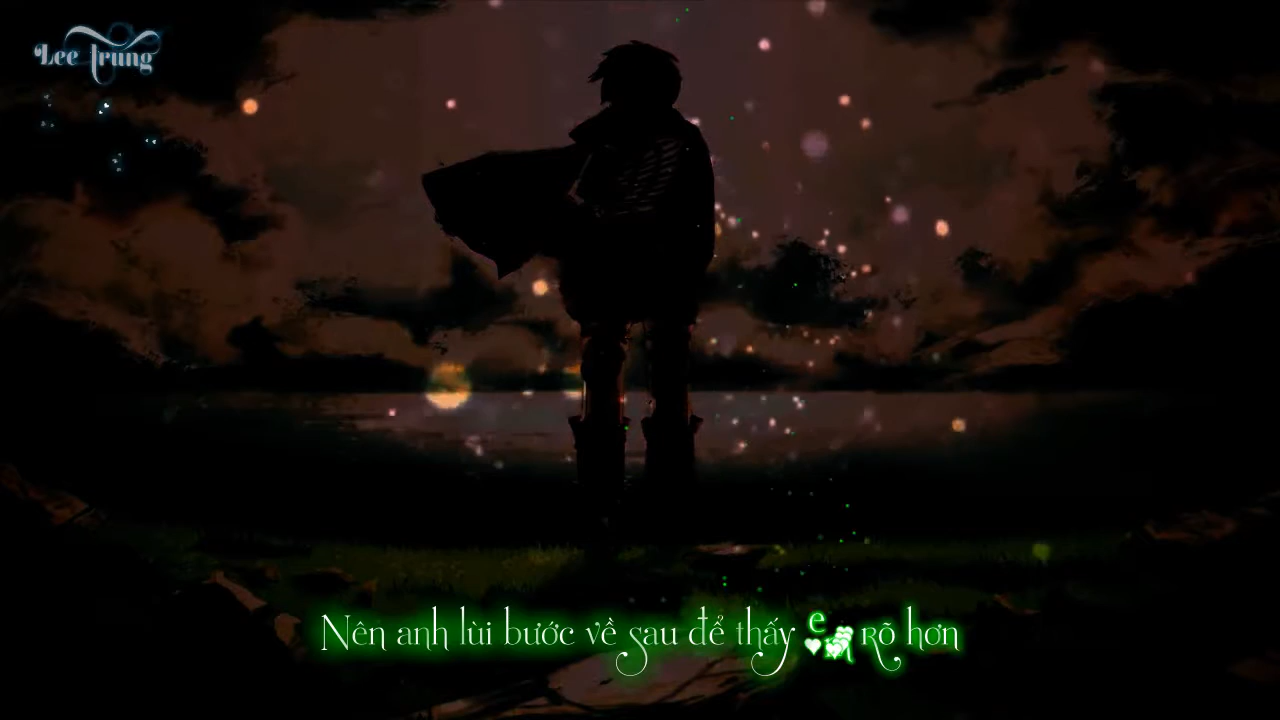 Lee Trung
Nên anh lùi bước về sau để thấy em rõ hơn